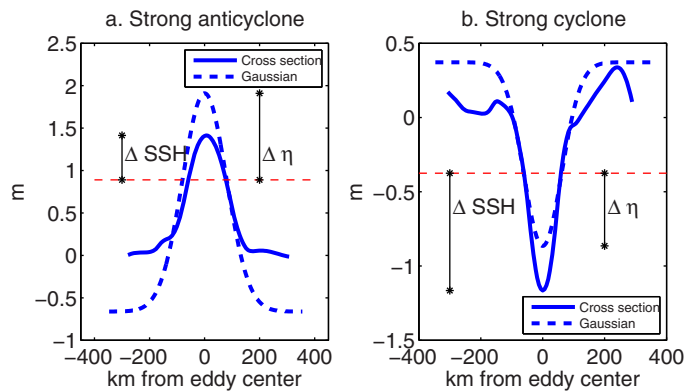 a. Strong anticyclone
2.5
2
1.5
1
0.5
0
−0.5
−1
m
Cross section
Gaussian
Δ SSH
Δ η
−400 −200 0 200 400
km from eddy center
b. Strong cyclone
0.5
0
−0.5
−1
−1.5
m
Δ SSH
Δ η
Cross section
Gaussian
−400 −200 0 200 400
km from eddy center